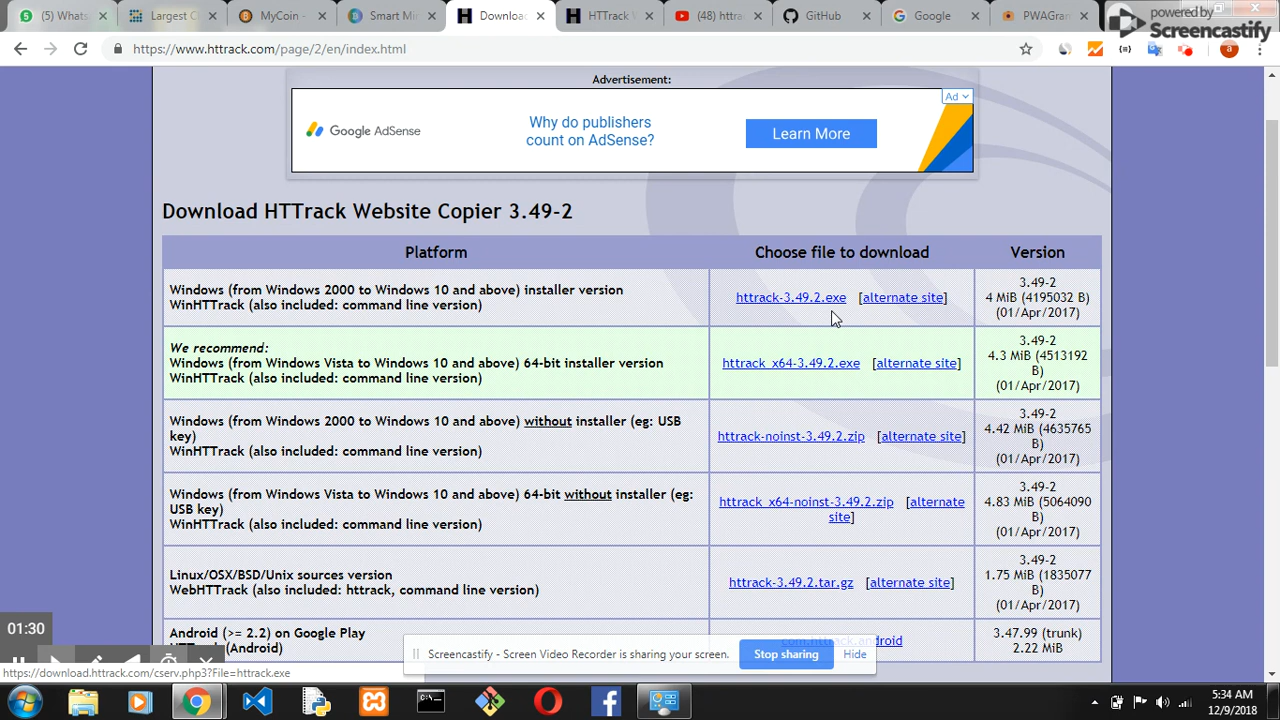 (5) Whats
Largest C
MyCoin -
Smart Mi
Download
HTTrack W
(48) httra
GitHub
Google
PWAGran
powered by
Screencastify
https://www.httrack.com/page/2/en/index.html
Advertisement:
Ad
Google AdSense
Why do publishers
count on AdSense?
Learn More
Download HTTrack Website Copier 3.49-2
Platform
Choose file to download
Version
Windows (from Windows 2000 to Windows 10 and above) installer version
WinHTTrack (also included: command line version)
httrack-3.49.2.exe [alternate site]
3.49-2
4 MiB (4195032 B)
(01/Apr/2017)
We recommend:
Windows (from Windows Vista to Windows 10 and above) 64-bit installer version
WinHTTrack (also included: command line version)
httrack_x64-3.49.2.exe [alternate site]
3.49-2
4.3 MiB (4513192
B)
(01/Apr/2017)
Windows (from Windows 2000 to Windows 10 and above) without installer (eg: USB
key)
WinHTTrack (also included: command line version)
httrack-noinst-3.49.2.zip [alternate site]
3.49-2
4.42 MiB (4635765
B)
(01/Apr/2017)
Windows (from Windows Vista to Windows 10 and above) 64-bit without installer (eg:
USB key)
WinHTTrack (also included: command line version)
httrack_x64-noinst-3.49.2.zip [alternate
site]
3.49-2
4.83 MiB (5064090
B)
(01/Apr/2017)
Linux/OSX/BSD/Unix sources version
WebHTTrack (also included: httrack, command line version)
httrack-3.49.2.tar.gz [alternate site]
3.49-2
1.75 MiB (1835077
B)
(01/Apr/2017)
Android (>= 2.2) on Google Play
(Android)
com.httrack.android
3.47.99 (trunk)
2.22 MiB
01:30
Screencastify - Screen Video Recorder is sharing your screen.
Stop sharing
Hide
https://download.httrack.com/cserv.php3?File=httrack.exe
5:34 AM
12/9/2018